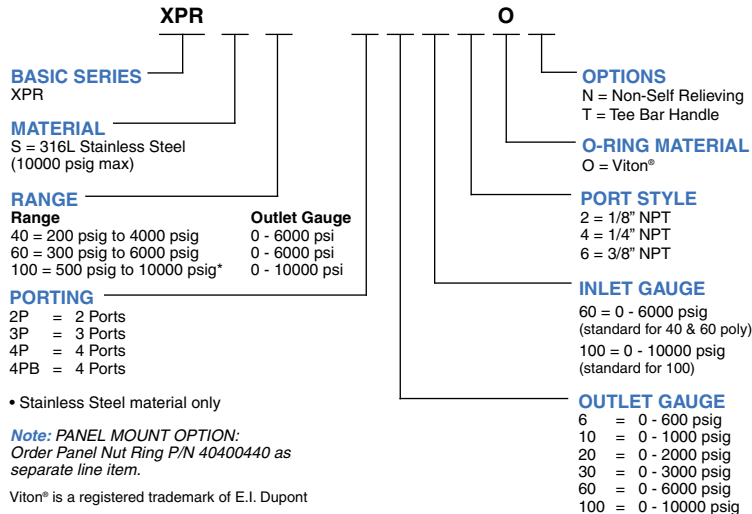 XPR O
BASIC SERIES
XPR
MATERIAL
S = 316L Stainless Steel
(10000 psig max)
RANGE
Range Outlet Gauge
40 = 200 psig to 4000 psig 0 - 6000 psi
60 = 300 psig to 6000 psig 0 - 6000 psi
100 = 500 psig to 10000 psig* 0 - 10000 psi
PORTING
2P = 2 Ports
3P = 3 Ports
4P = 4 Ports
4PB = 4 Ports
• Stainless Steel material only
Note: PANEL MOUNT OPTION:
Order Panel Nut Ring P/N 40400440 as
separate line item.
Viton® is a registered trademark of E.I. Dupont
OPTIONS
N = Non-Self Relieving
T = Tee Bar Handle
O-RING MATERIAL
O = Viton®
PORT STYLE
2 = 1/8" NPT
4 = 1/4" NPT
6 = 3/8" NPT
INLET GAUGE
60 = 0 - 6000 psig
(standard for 40 & 60 poly)
100 = 0 - 10000 psig
(standard for 100)
OUTLET GAUGE
6 = 0 - 600 psig
10 = 0 - 1000 psig
20 = 0 - 2000 psig
30 = 0 - 3000 psig
60 = 0 - 6000 psig
100 = 0 - 10000 psig